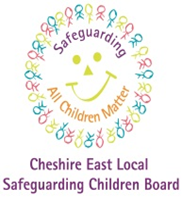 Safeguarding
All Children Matter
Cheshire East Local
Safeguarding Children Board